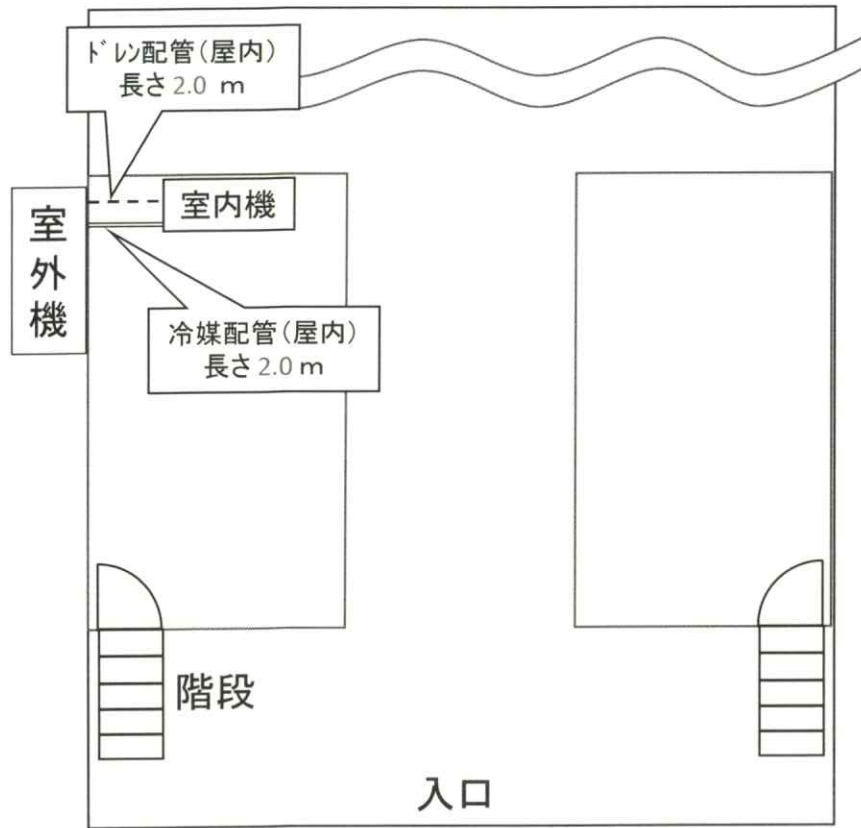 ドレン配管(屋内)
長さ2.0 m
室内機
室外機
冷媒配管(屋内)
長さ2.0 m
階段
入口